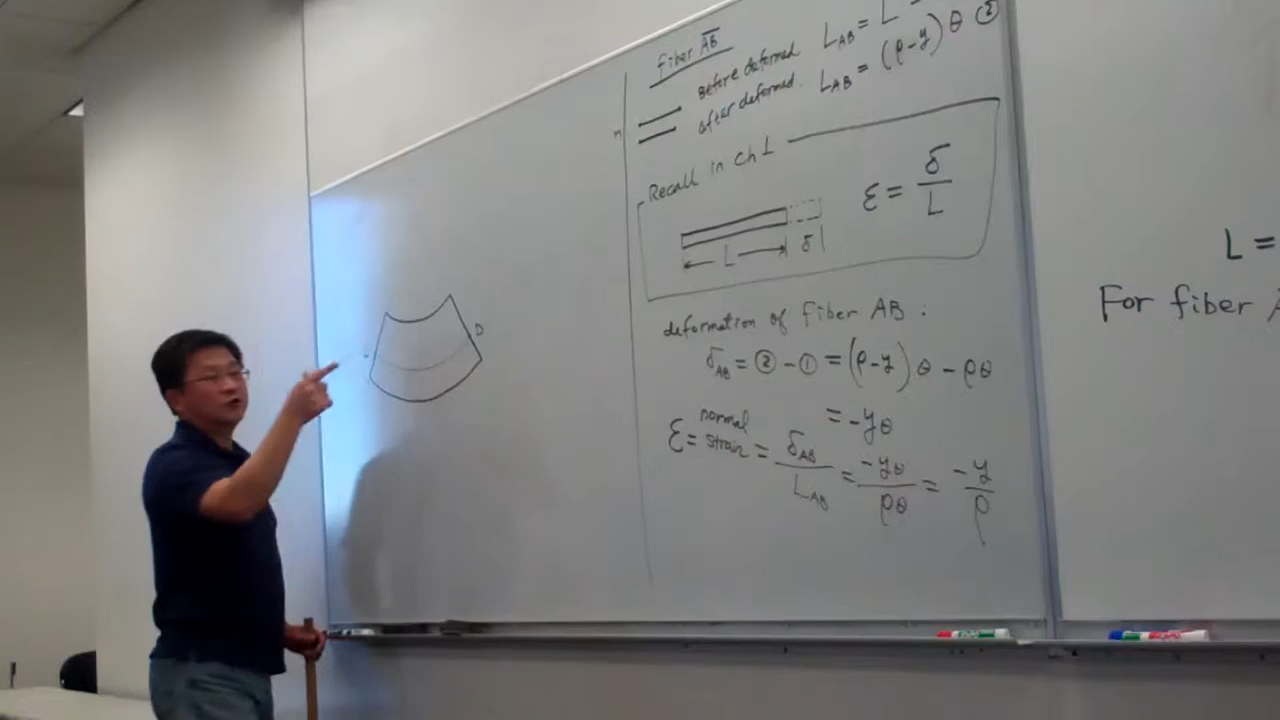 fiber AB
Before deformed L_AB = L =
after deformed. L_AB = (ρ-y)θ ②
n
Recall in ch 1
ε = δ/L
L δ
D
deformation of fiber AB :
δ_AB = ② - ① = (ρ-y)θ - ρθ
= -yθ
ε = normal strain = δ_AB/L_AB = -yθ/ρθ = -y/ρ
L =
For fiber